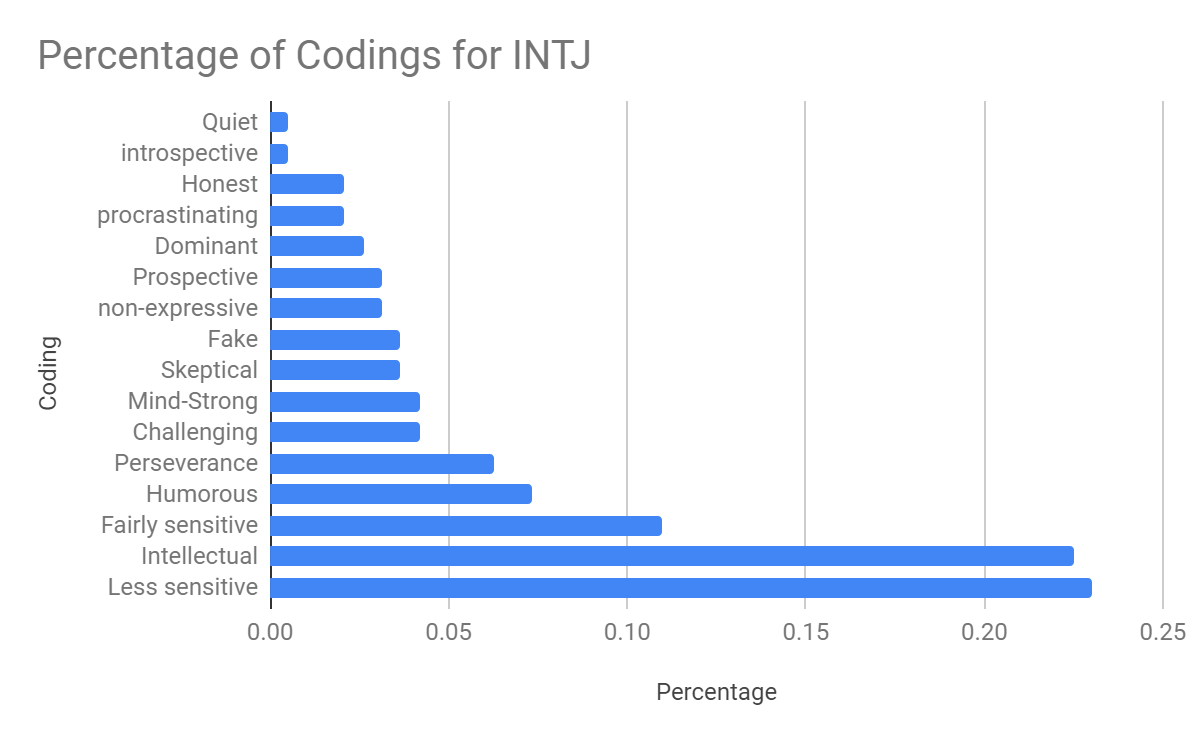 Percentage of Codings for INTJ
Quiet
introspective
Honest
procrastinating
Dominant
Prospective
non-expressive
Fake
Skeptical
Mind-Strong
Challenging
Perseverance
Humorous
Fairly sensitive
Intellectual
Less sensitive
Coding
0.00 0.05 0.10 0.15 0.20 0.25
Percentage